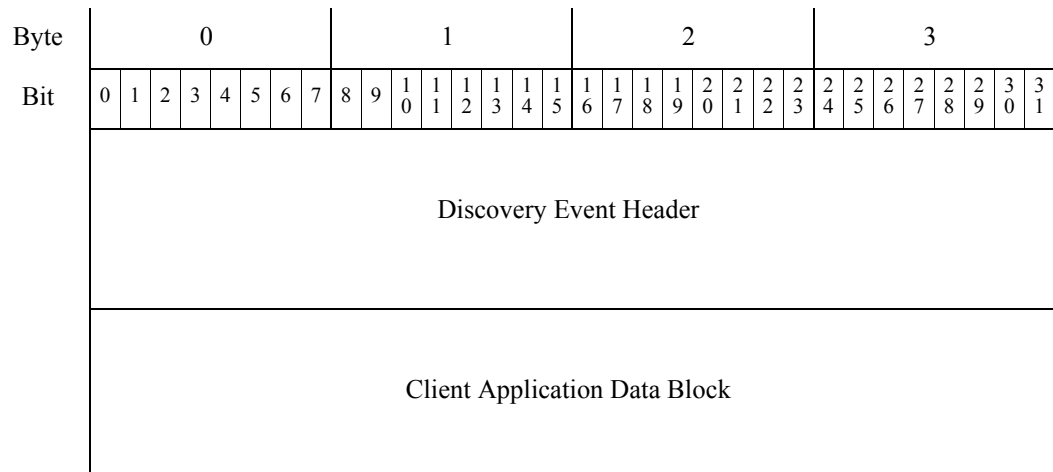 Byte 0 1 2 3
Bit 0 1 2 3 4 5 6 7 8 9 10 11 12 13 14 15 16 17 18 19 20 21 22 23 24 25 26 27 28 29 30 31
Discovery Event Header
Client Application Data Block